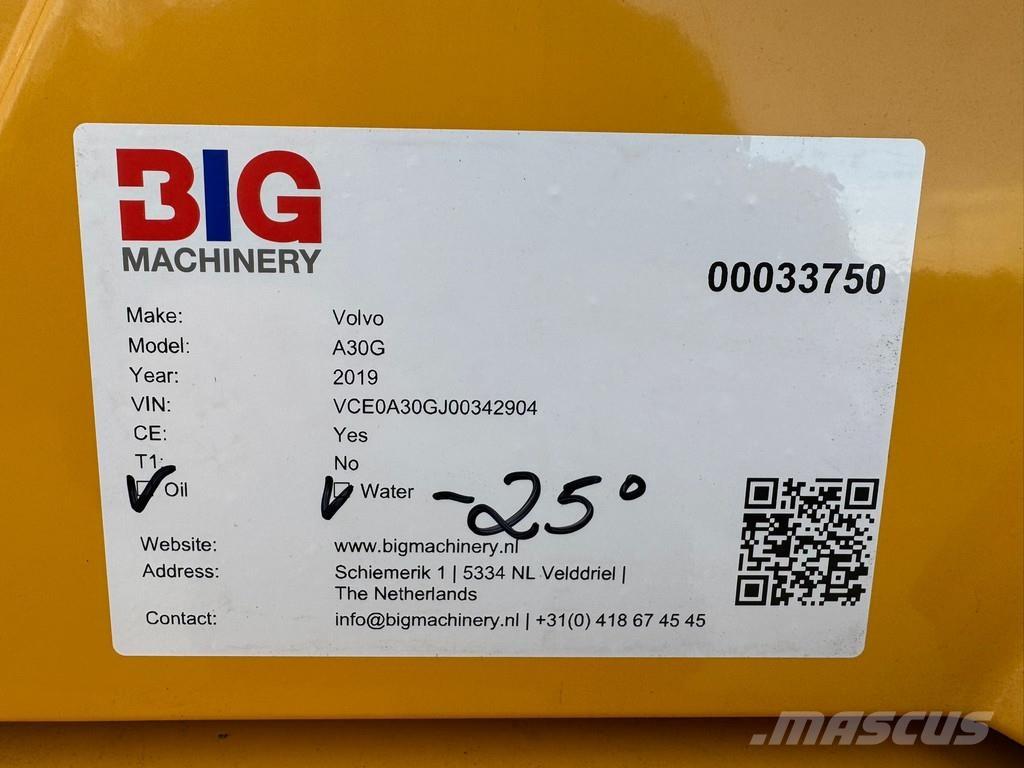 BIG
MACHINERY
00033750
Make: Volvo
Model: A30G
Year: 2019
VIN: VCE0A30GJ00342904
CE: Yes
T1: No
Oil Water -25°
Website: www.bigmachinery.nl
Address: Schiemerik 1 | 5334 NL Velddriel |
The Netherlands
Contact: info@bigmachinery.nl | +31(0) 418 67 45 45
MASCUS